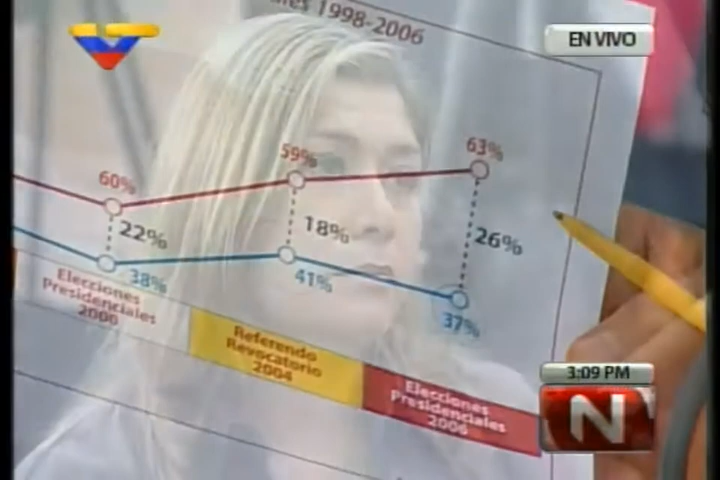 1998-2006
EN VIVO
60%
59%
63%
22%
18%
26%
38%
41%
37%
Elecciones
Presidenciales
2000
Referendo
Revocatorio
2004
Elecciones
Presidenciales
2006
3:09 PM
N